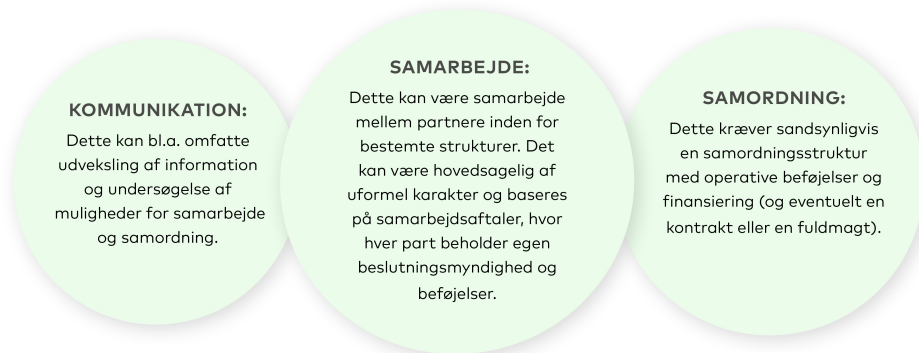 KOMMUNIKATION:
Dette kan bl.a. omfatte
udveksling af information
og undersøgelse af
muligheder for samarbejde
og samordning.
SAMARBEJDE:
Dette kan være samarbejde
mellem partnere inden for
bestemte strukturer. Det
kan være hovedsagelig af
uformel karakter og baseres
på samarbejdsaftaler, hvor
hver part beholder egen
beslutningsmyndighed og
beføjelser.
SAMORDNING:
Dette kræver sandsynligvis
en samordningsstruktur
med operative beføjelser og
finansiering (og eventuelt en
kontrakt eller en fuldmagt).